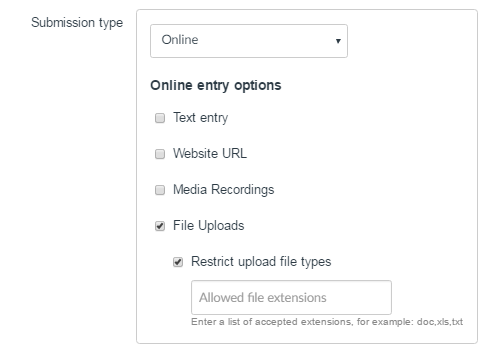 Submission type
Online
Online entry options
Text entry
Website URL
Media Recordings
File Uploads
Restrict upload file types
Allowed file extensions
Enter a list of accepted extensions, for example: doc,xls,txt